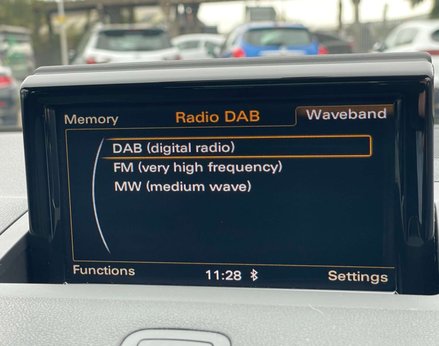 Memory Radio DAB Waveband
DAB (digital radio)
FM (very high frequency)
MW (medium wave)
Functions 11:28 Settings